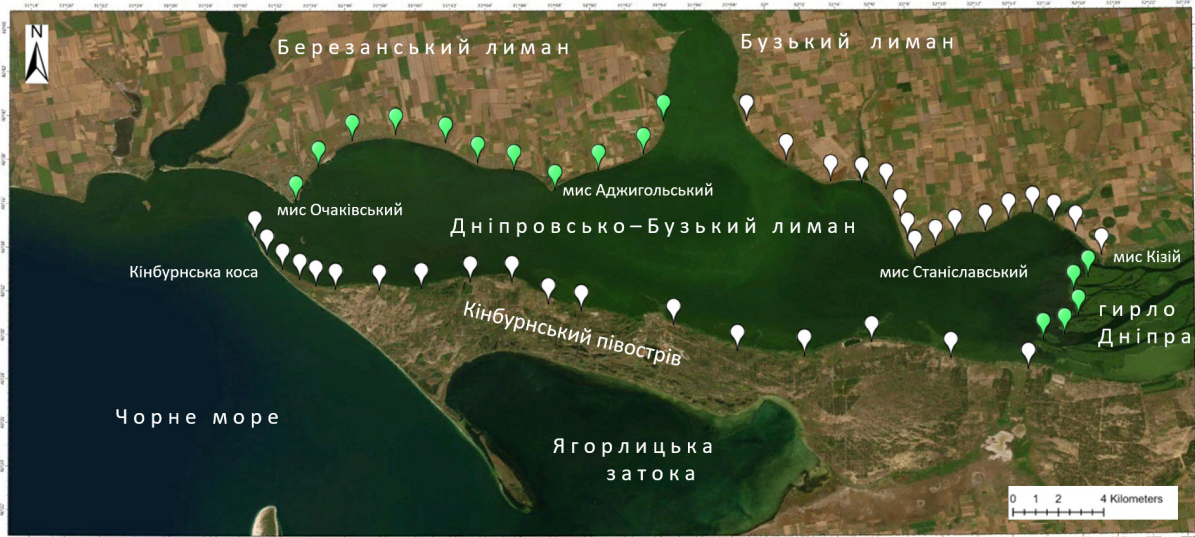 N
Березанський лиман
Бузький лиман
мис Аджигольський
мис Очаківський
Дніпровсько–Бузький лиман
мис Кізій
Кінбурнська коса
мис Станіславський
гирло
Дніпра
Кінбурнський півострів
Чорне море
Ягорлицька
затока
0 1 2 4 Kilometers